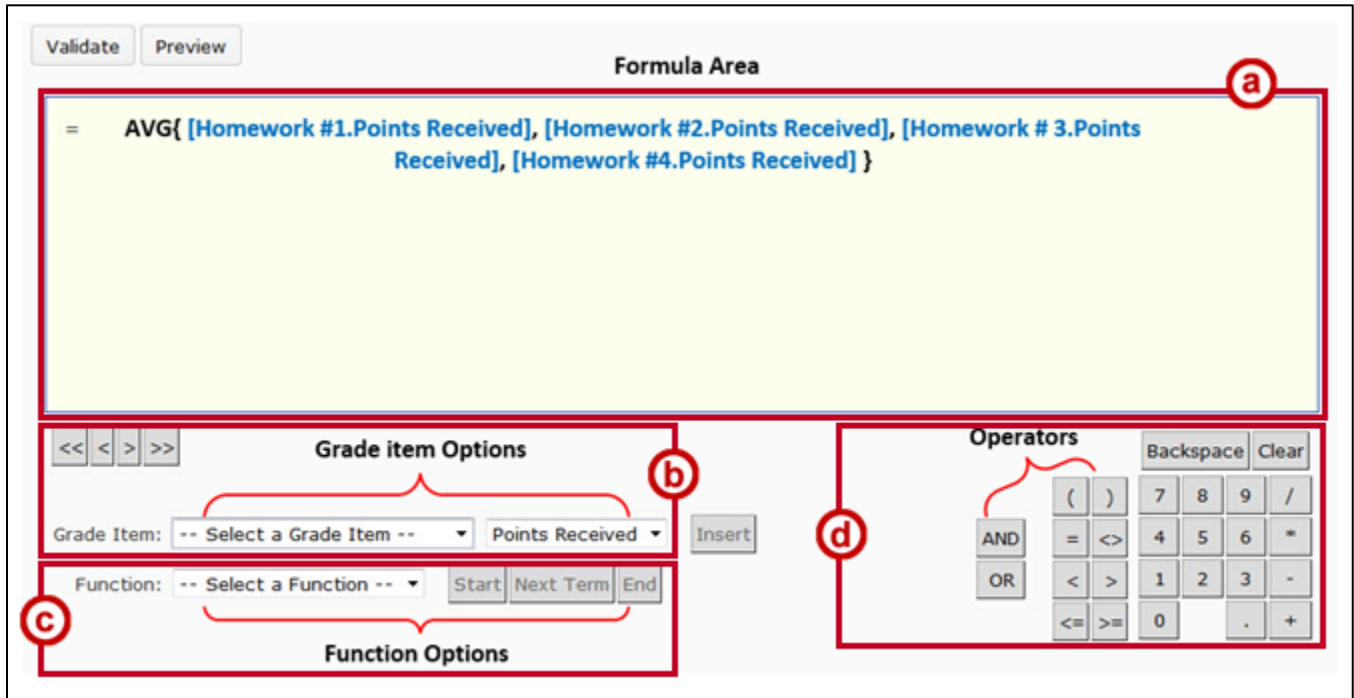 Validate Preview
Formula Area
a
= AVG{ [Homework #1.Points Received], [Homework #2.Points Received], [Homework # 3.Points
Received], [Homework #4.Points Received] }
<< < > >>
Grade item Options
b
Grade Item: -- Select a Grade Item -- Points Received Insert
Function: -- Select a Function -- Start Next Term End
c
Function Options
d
Operators
Backspace Clear
( ) 7 8 9 /
AND = <> 4 5 6 *
OR < > 1 2 3 -
<= >= 0 . +